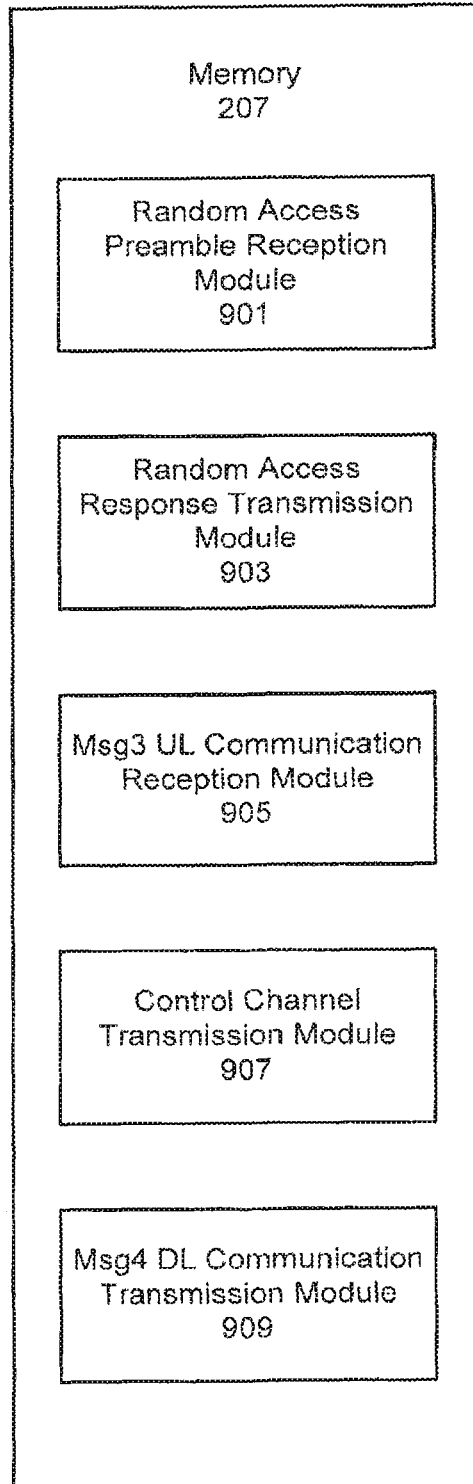 Memory
207
Random Access
Preamble Reception
Module
901
Random Access
Response Transmission
Module
903
Msg3 UL Communication
Reception Module
905
Control Channel
Transmission Module
907
Msg4 DL Communication
Transmission Module
909